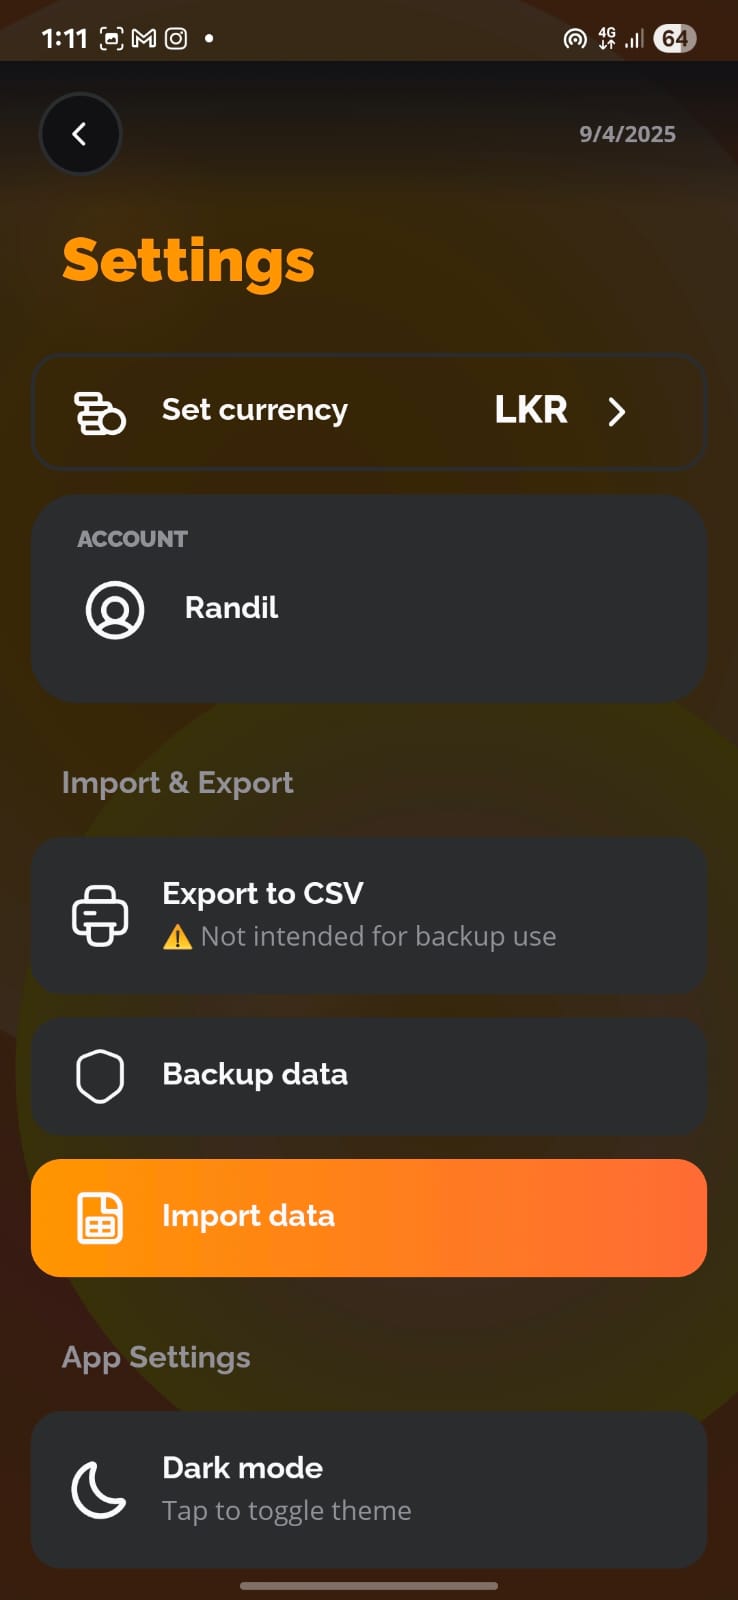 1:11
4G
64
9/4/2025
Settings
Set currency LKR
ACCOUNT
Randil
Import & Export
Export to CSV
⚠️ Not intended for backup use
Backup data
Import data
App Settings
Dark mode
Tap to toggle theme